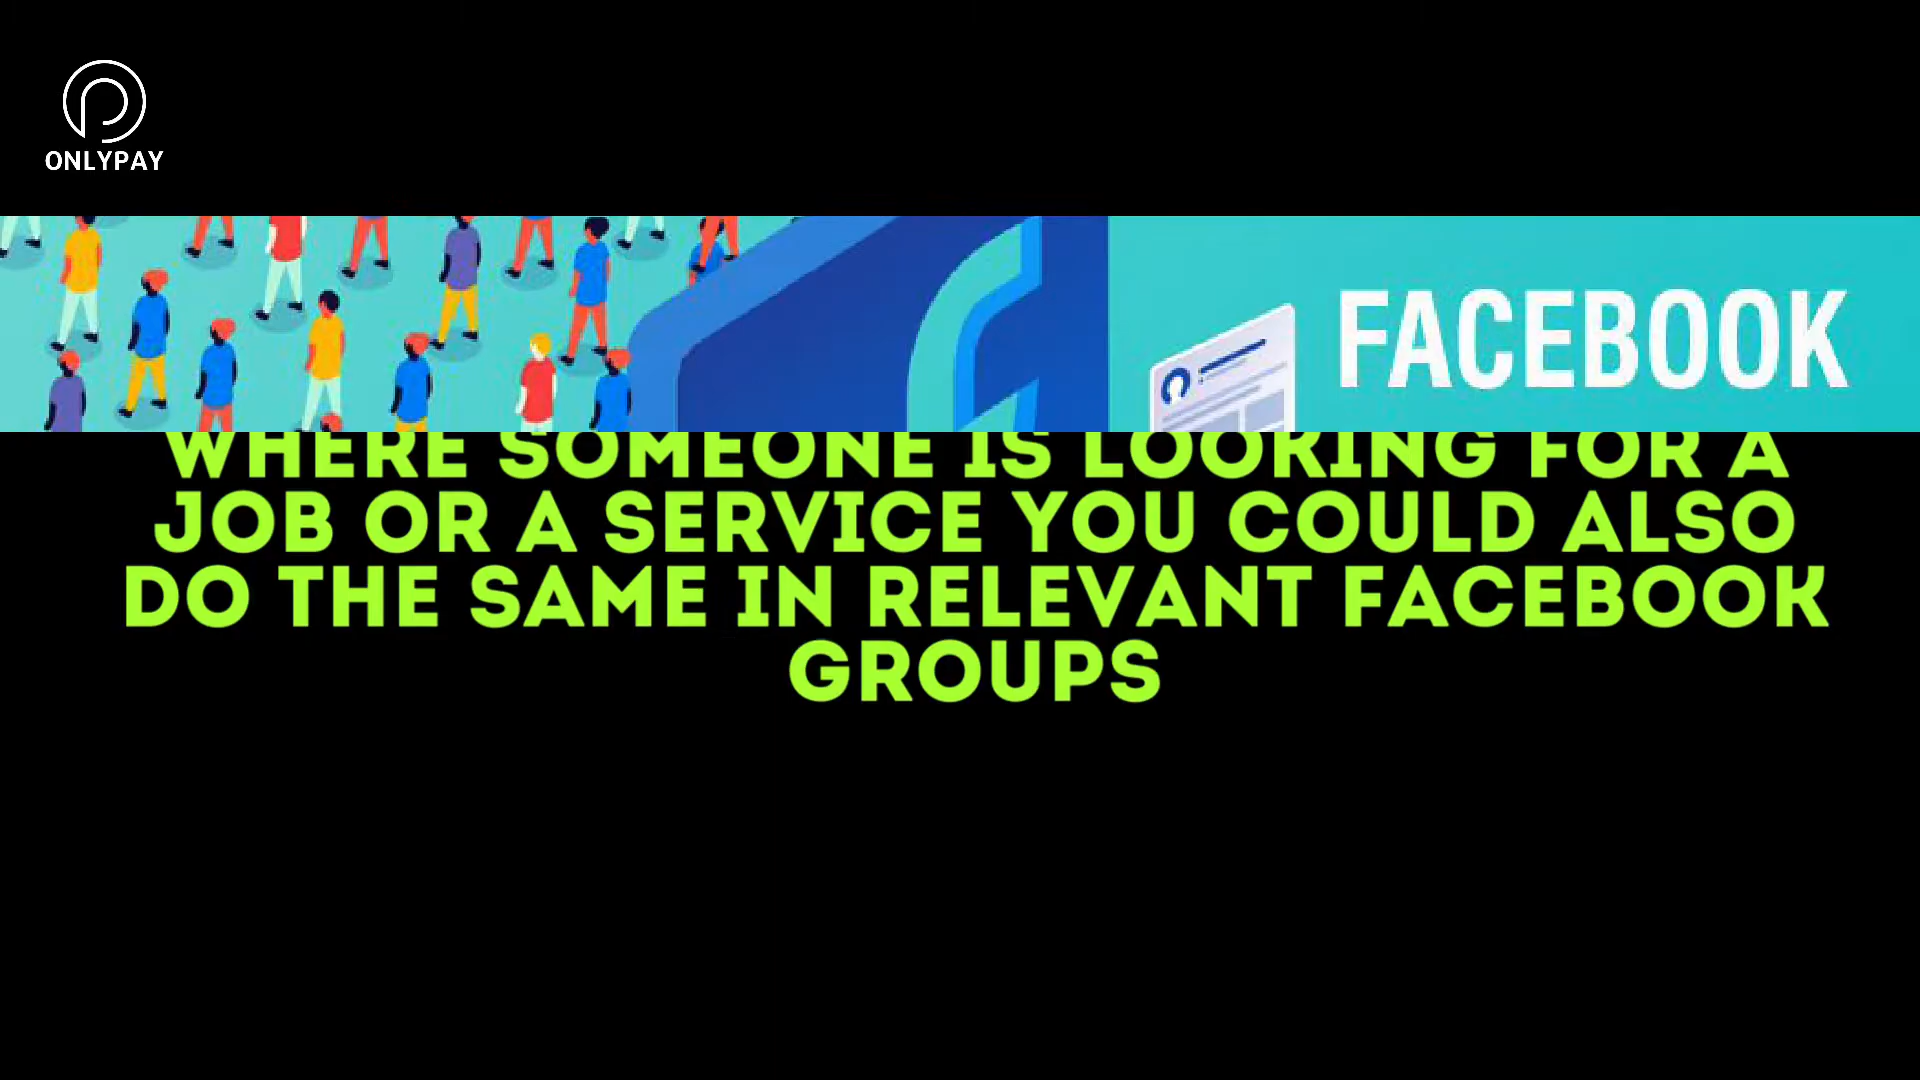 ONLYPAY
FACEBOOK
WHERE SOMEONE IS LOOKING FOR A
JOB OR A SERVICE YOU COULD ALSO
DO THE SAME IN RELEVANT FACEBOOK
GROUPS